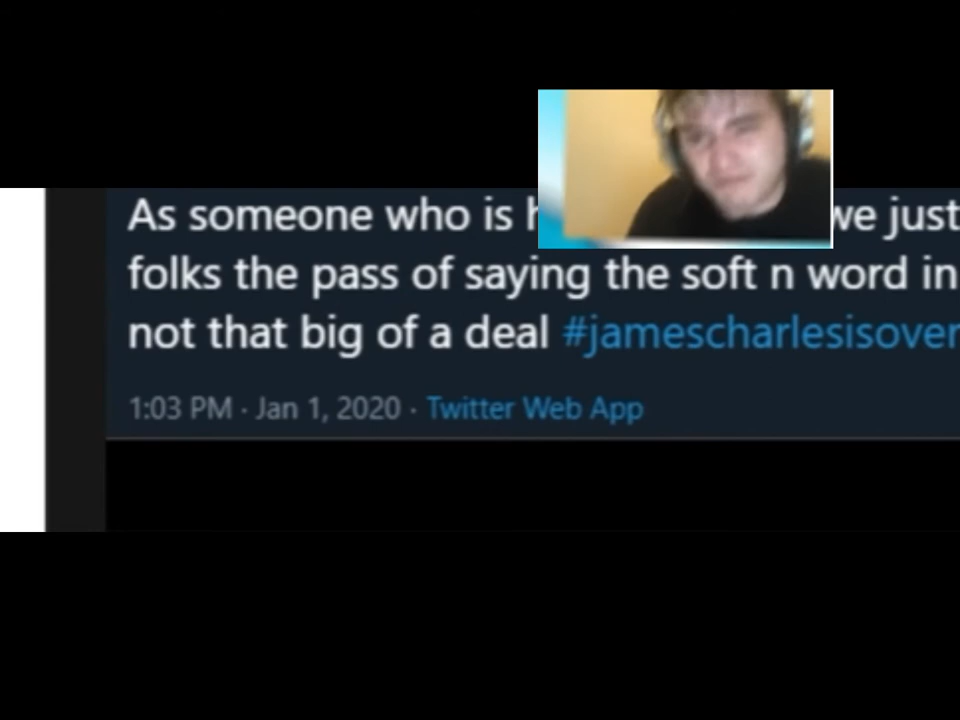 As someone who is we just
folks the pass of saying the soft n word in
not that big of a deal #jamescharlesisover
1:03 PM · Jan 1, 2020 · Twitter Web App